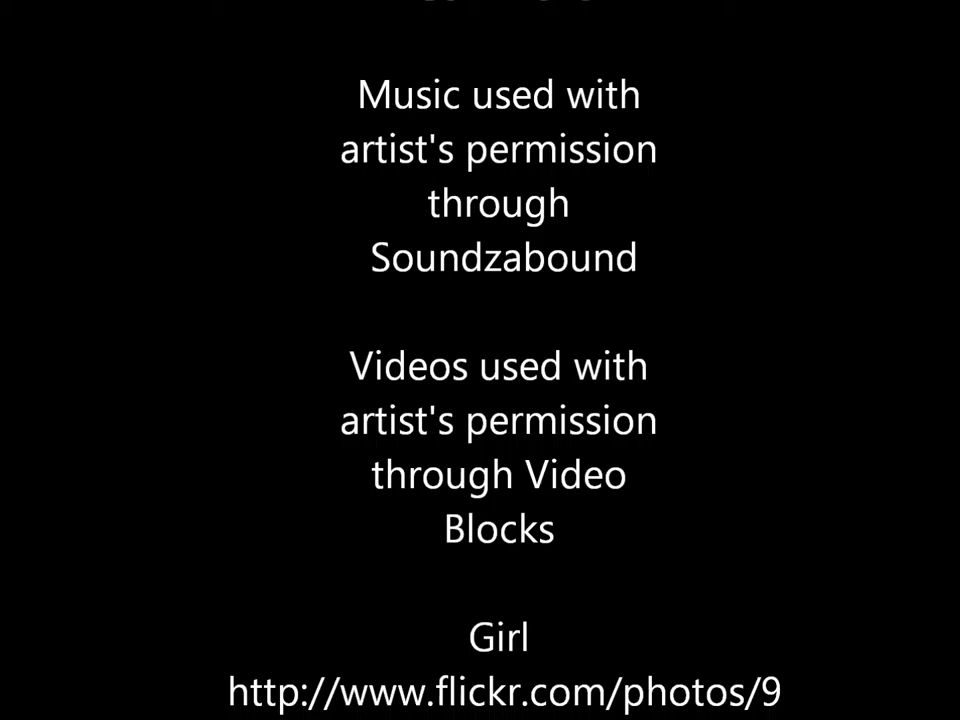 Music used with
artist's permission
through
Soundzabound
Videos used with
artist's permission
through Video
Blocks
Girl
http://www.flickr.com/photos/9